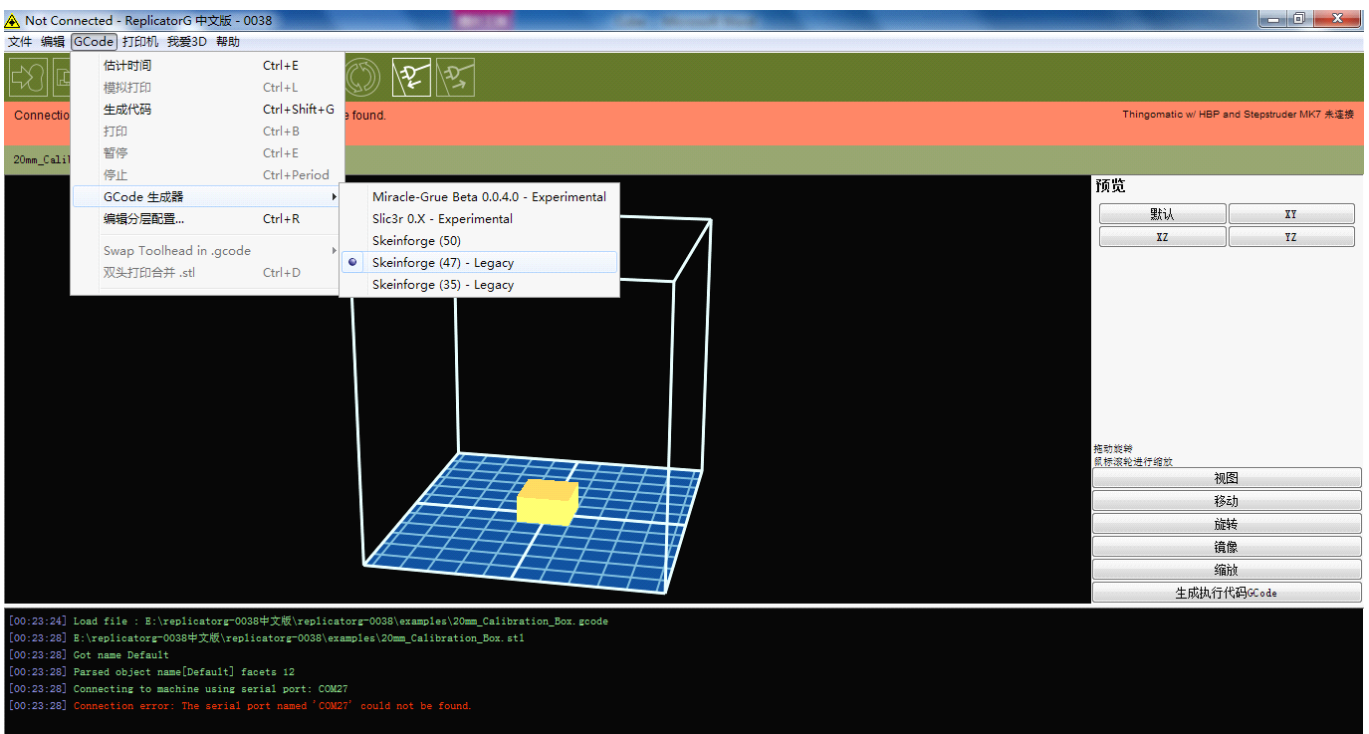 Not Connected - ReplicatorG 中文版 - 0038
文件 编辑 GCode 打印机 我爱3D 帮助
估计时间 Ctrl+E
模拟打印 Ctrl+L
生成代码 Ctrl+Shift+G
打印 Ctrl+B
暂停 Ctrl+E
停止 Ctrl+Period
GCode 生成器
编辑分层配置... Ctrl+R
Swap Toolhead in .gcode
双头打印合并 .stl Ctrl+D
Miracle-Grue Beta 0.0.4.0 - Experimental
Slic3r 0.X - Experimental
Skeinforge (50)
Skeinforge (47) - Legacy
Skeinforge (35) - Legacy
Connectio
e found.
Thingomatic w/ HBP and Stepstruder MK7 未连接
20mm_Calil
预览
默认 XY
XZ YZ
拖动旋转
鼠标滚轮进行缩放
视图
移动
旋转
镜像
缩放
生成执行代码GCode
[00:23:24] Load file : E:\replicatorg-0038中文版\replicatorg-0038\examples\20mm_Calibration_Box.gcode
[00:23:28] E:\replicatorg-0038中文版\replicatorg-0038\examples\20mm_Calibration_Box.stl
[00:23:28] Got name Default
[00:23:28] Parsed object name[Default] facets 12
[00:23:28] Connecting to machine using serial port: COM27
[00:23:28] Connection error: The serial port named 'COM27' could not be found.